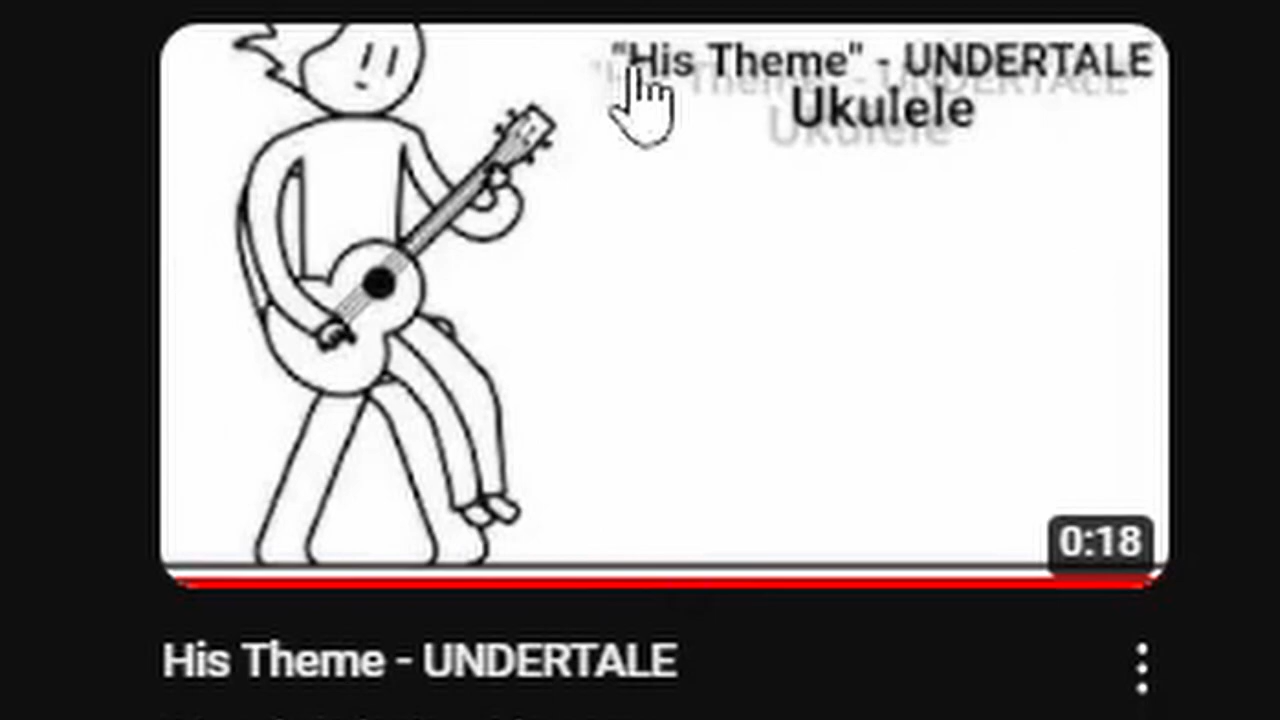 "His Theme" - UNDERTALE
Ukulele
0:18
His Theme - UNDERTALE